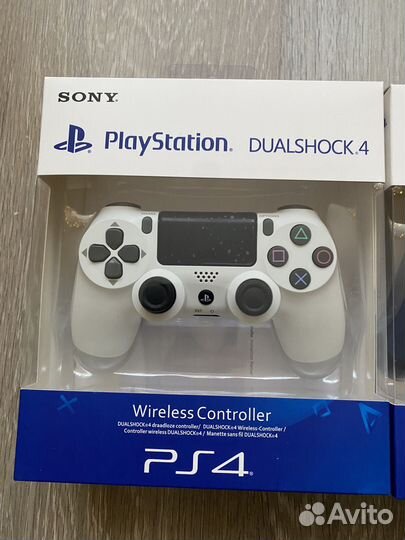 SONY
PlayStation® DUALSHOCK®4
Wireless Controller
DUALSHOCK®4 draadloze controller/ DUALSHOCK®4 Wireless-Controller/
Controller wireless DUALSHOCK®4/ Manette sans fil DUALSHOCK®4
PS4
Avito